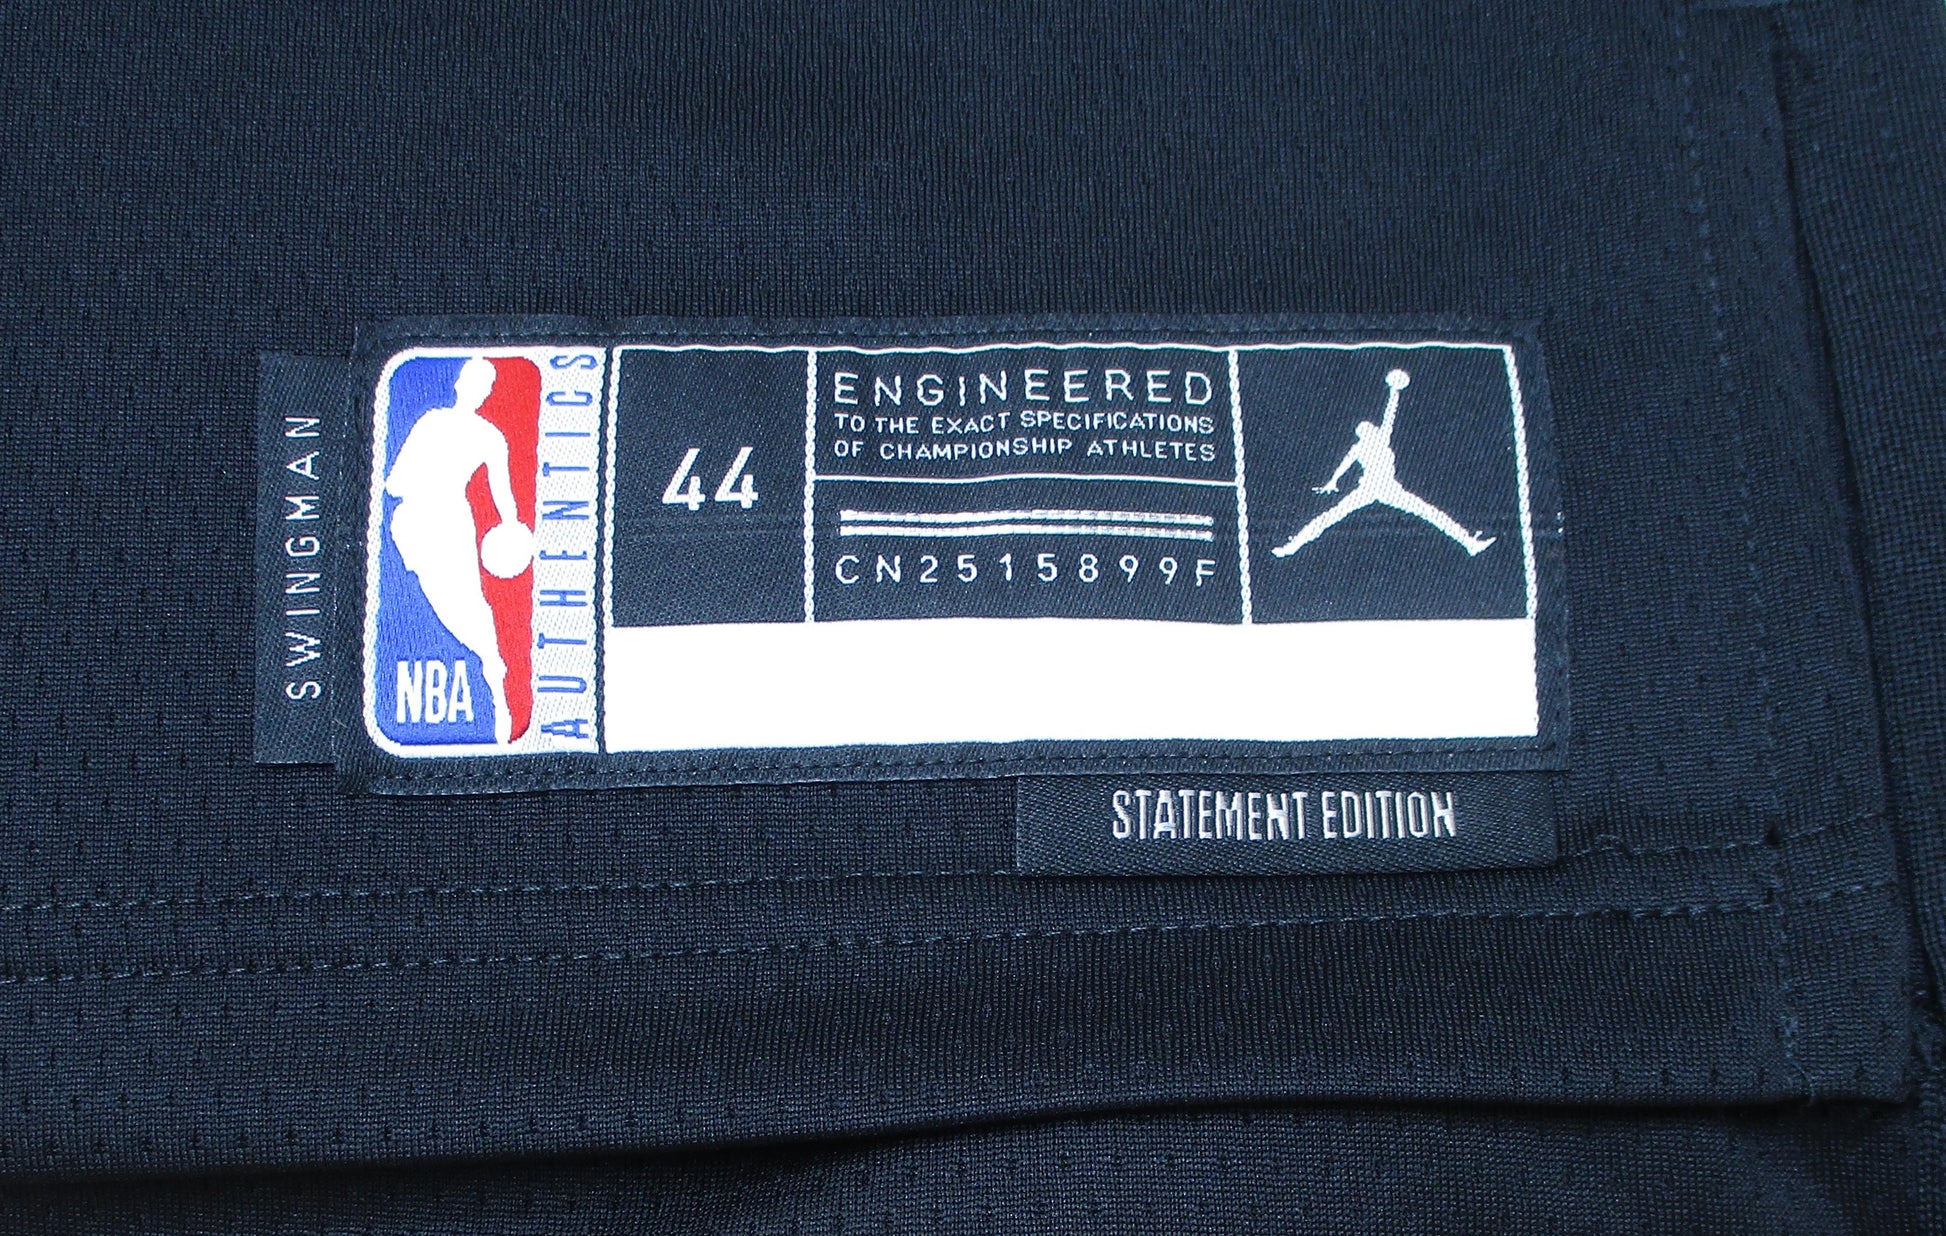 SWINGMAN
NBA
AUTHENTICS
44
ENGINEERED
TO THE EXACT SPECIFICATIONS
OF CHAMPIONSHIP ATHLETES
CN2515899F
STATEMENT EDITION